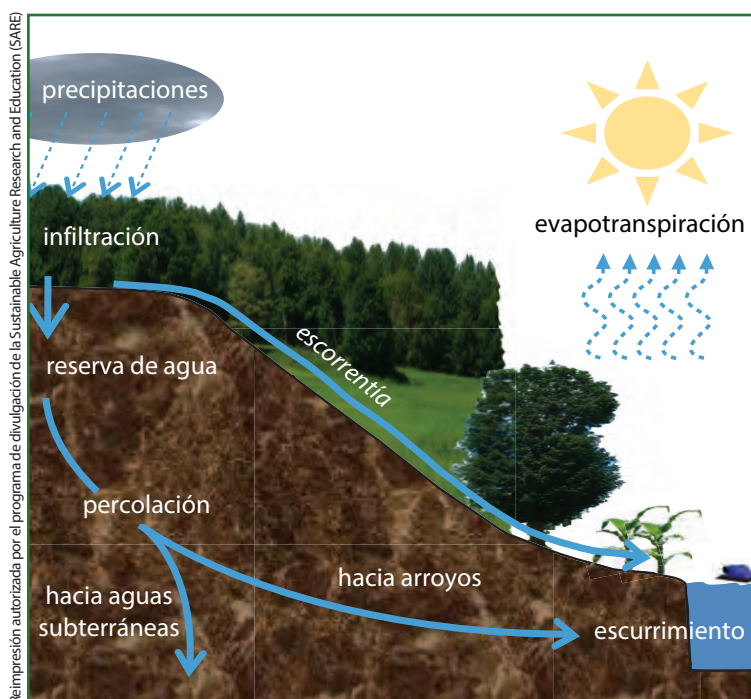 Reimpresión autorizada por el programa de divulgación de la Sustainable Agriculture Research and Education (SARE)
precipitaciones
infiltración
evapotranspiración
escorrentía
reserva de agua
percolación
hacia aguas
subterráneas
hacia arroyos
escurrimiento